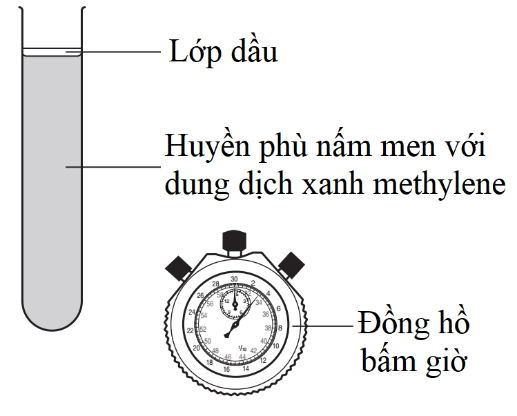 Lớp dầu
Huyền phù nấm men với
dung dịch xanh methylene
Đồng hồ
bấm giờ